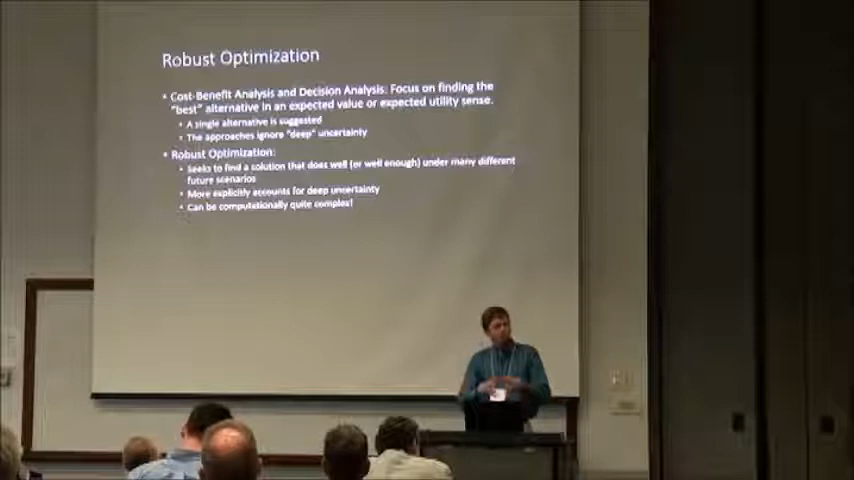 Robust Optimization
• Cost-Benefit Analysis and Decision Analysis: Focus on finding the
"best" alternative in an expected value or expected utility sense.
• A single alternative is suggested
• The approaches ignore "deep" uncertainty
• Robust Optimization:
• Seeks to find a solution that does well (or well enough) under many different
future scenarios
• More explicitly accounts for deep uncertainty
• Can be computationally quite complex!